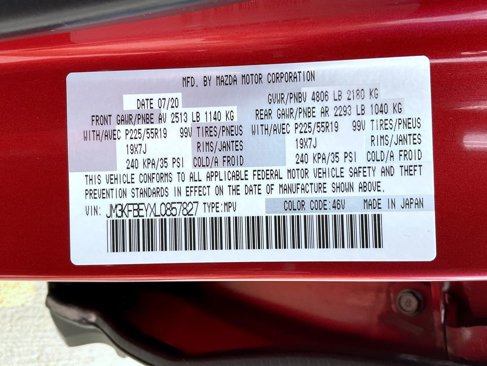 MFD. BY MAZDA MOTOR CORPORATION
DATE 07/20 GVWR/PNBV 4806 LB 2180 KG
FRONT GAWR/PNBE AV 2513 LB 1140 KG REAR GAWR/PNBE AR 2293 LB 1040 KG
WITH/AVEC P225/55R19 99V TIRES/PNEUS WITH/AVEC P225/55R19 99V TIRES/PNEUS
19X7J RIMS/JANTES 19X7J RIMS/JANTES
240 KPA/35 PSI COLD/A FROID 240 KPA/35 PSI COLD/A FROID
THIS VEHICLE CONFORMS TO ALL APPLICABLE FEDERAL MOTOR VEHICLE SAFETY AND THEFT
PREVENTION STANDARDS IN EFFECT ON THE DATE OF MANUFACTURE SHOWN ABOVE.
VIN: JM3KFBEYXL0857827 TYPE:MPV COLOR CODE:46V MADE IN JAPAN